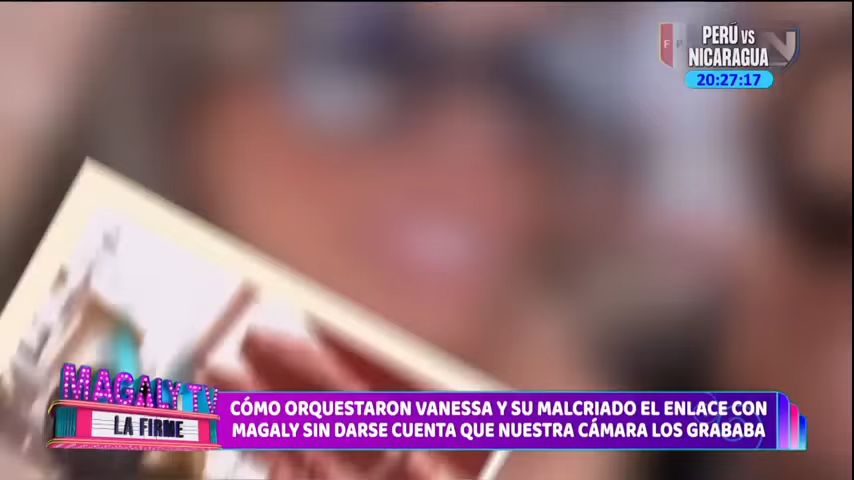 PERÚ VS
NICARAGUA
20:27:17
MAGALY TV
LA FIRME
CÓMO ORQUESTARON VANESSA Y SU MALCRIADO EL ENLACE CON
MAGALY SIN DARSE CUENTA QUE NUESTRA CÁMARA LOS GRABABA